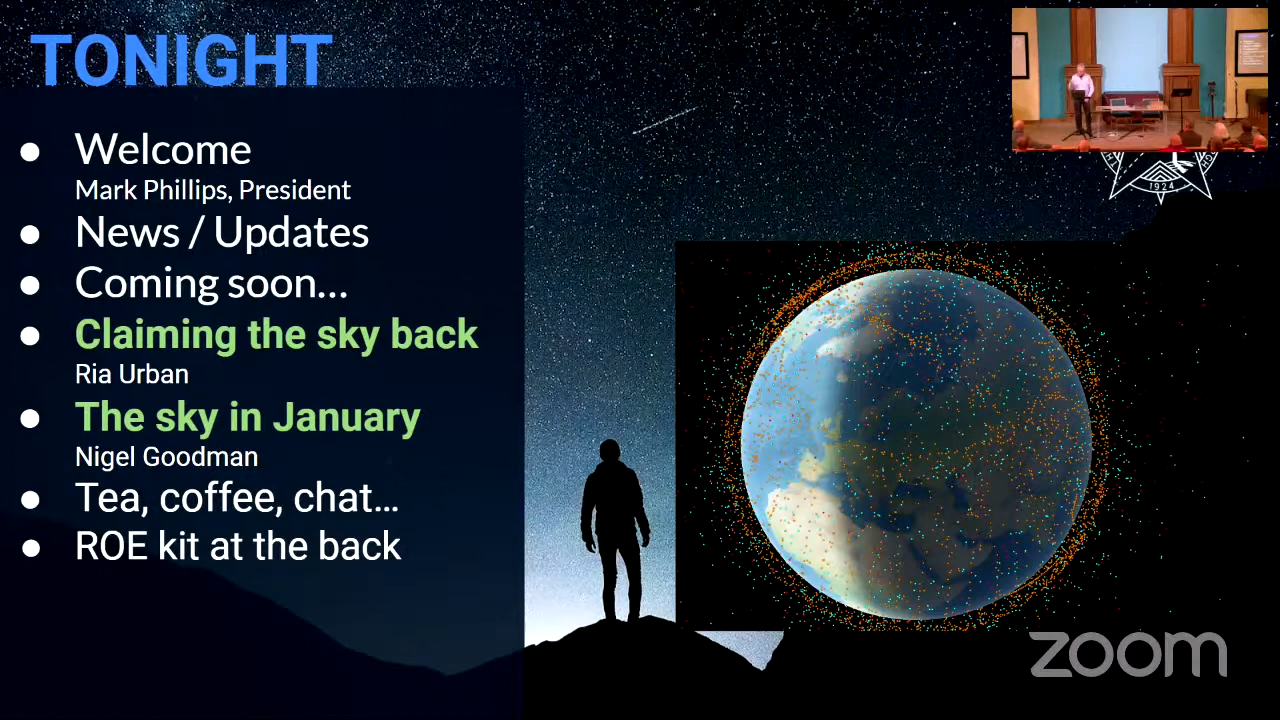 TONIGHT
● Welcome
Mark Phillips, President
● News / Updates
● Coming soon...
● Claiming the sky back
Ria Urban
● The sky in January
Nigel Goodman
● Tea, coffee, chat...
● ROE kit at the back
1924
zoom